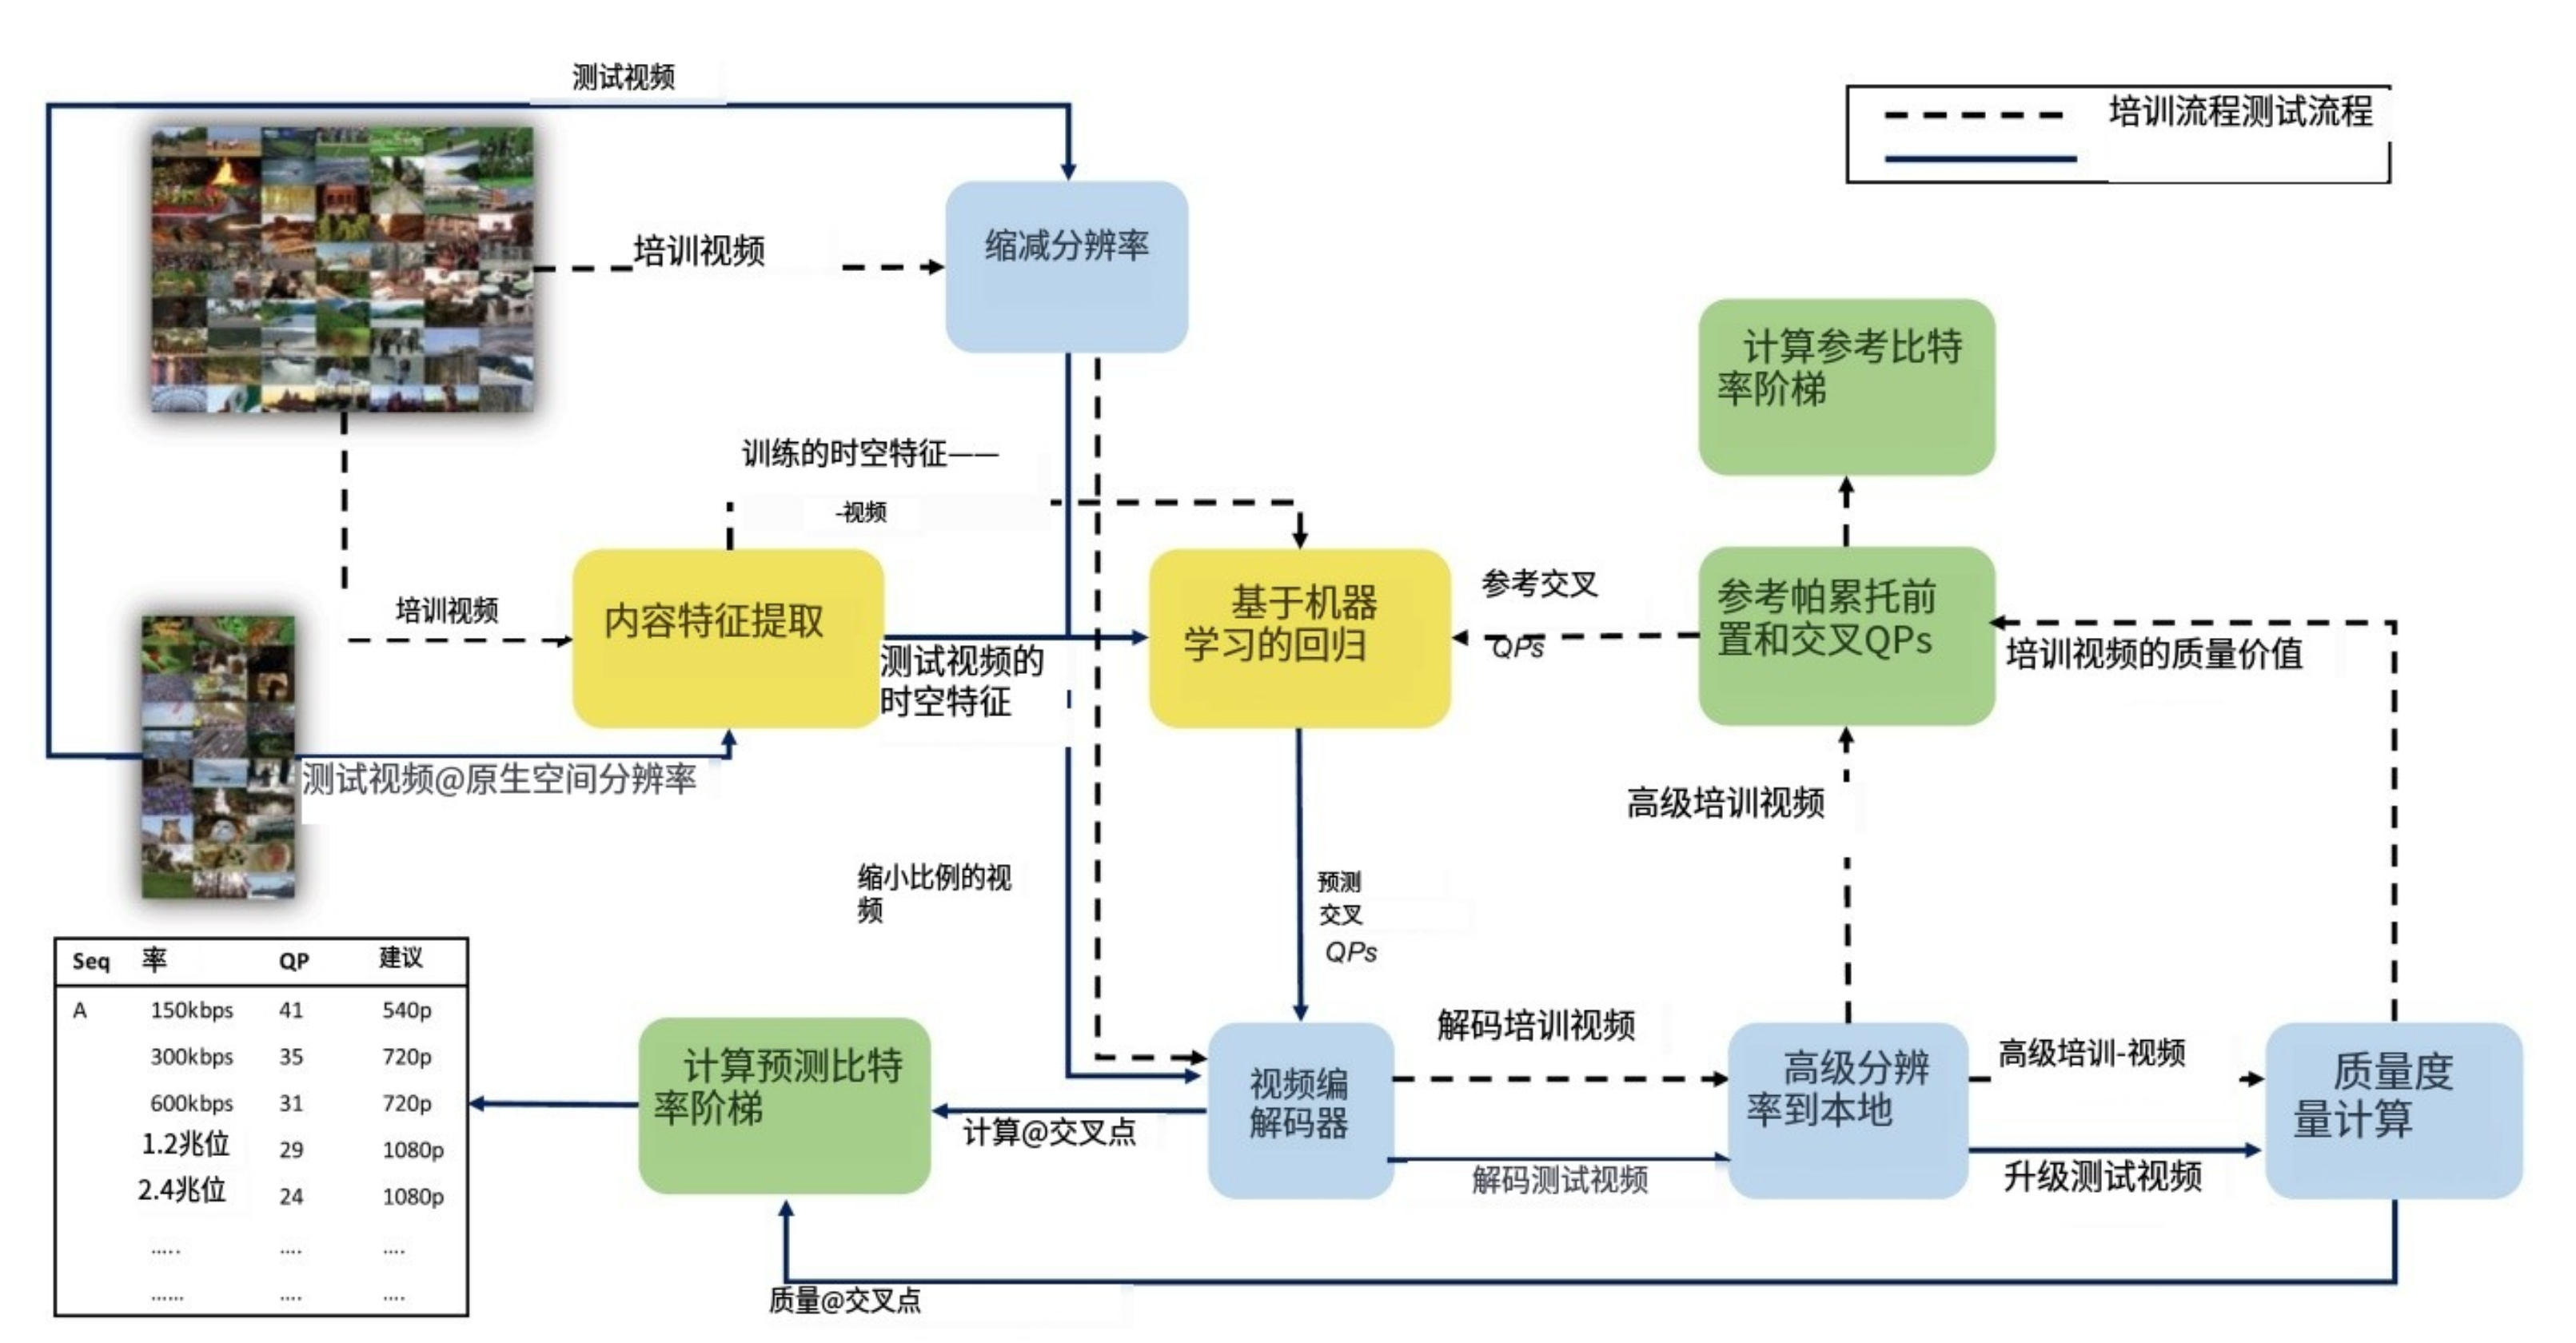 测试视频
培训流程测试流程
培训视频
缩减分辨率
计算参考比特
率阶梯
训练的时空特征——
-视频
培训视频
内容特征提取
测试视频的
时空特征
基于机器
学习的回归
参考交叉
QPs
参考帕累托前
置和交叉QPs
培训视频的质量价值
测试视频@原生空间分辨率
高级培训视频
缩小比例的视
频
预测
交叉
QPs
Seq 率 QP 建议
A 150kbps 41 540p
300kbps 35 720p
600kbps 31 720p
1.2兆位 29 1080p
2.4兆位 24 1080p
..... .... ....
...... .... ....
计算预测比特
率阶梯
计算@交叉点
视频编
解码器
解码培训视频
解码测试视频
高级分辨
率到本地
高级培训-视频
升级测试视频
质量度
量计算
质量@交叉点